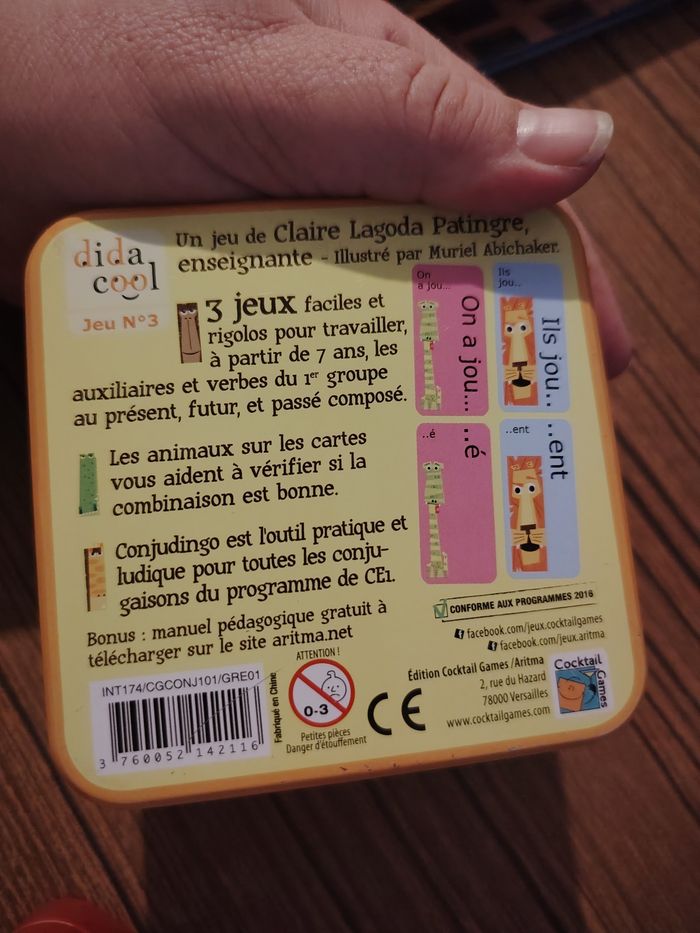 dida
cool
Jeu N°3
Un jeu de Claire Lagoda Patingre,
enseignante - Illustré par Muriel Abichaker.
3 jeux faciles et
rigolos pour travailler,
à partir de 7 ans, les
auxiliaires et verbes du 1er groupe
au présent, futur, et passé composé.
Les animaux sur les cartes
vous aident à vérifier si la
combinaison est bonne.
Conjudingo est l'outil pratique et
ludique pour toutes les conju-
gaisons du programme de CE1.
Bonus : manuel pédagogique gratuit à
télécharger sur le site aritma.net
On
a jou...
On a jou...
Ils
jou..
Ils jou..
..é
..é
..ent
..ent
CONFORME AUX PROGRAMMES 2016
facebook.com/jeux.cocktailgames
facebook.com/jeux.aritma
Édition Cocktail Games /Aritma
2, rue du Hazard
78000 Versailles
www.cocktailgames.com
Cocktail
Games
INT174/CGCONJ101/GRE01
3 760052 142116
Fabriqué en Chine
ATTENTION !
0-3
Petites pièces
Danger d'étouffement
CE